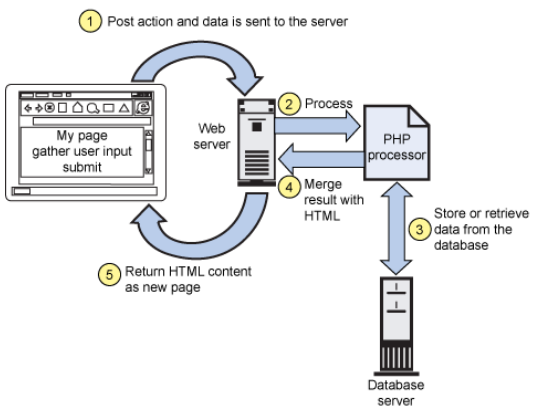 1 Post action and data is sent to the server
My page
gather user input
submit
Web
server
2 Process
PHP
processor
4 Merge
result with
HTML
3 Store or retrieve
data from the
database
5 Return HTML content
as new page
Database
server